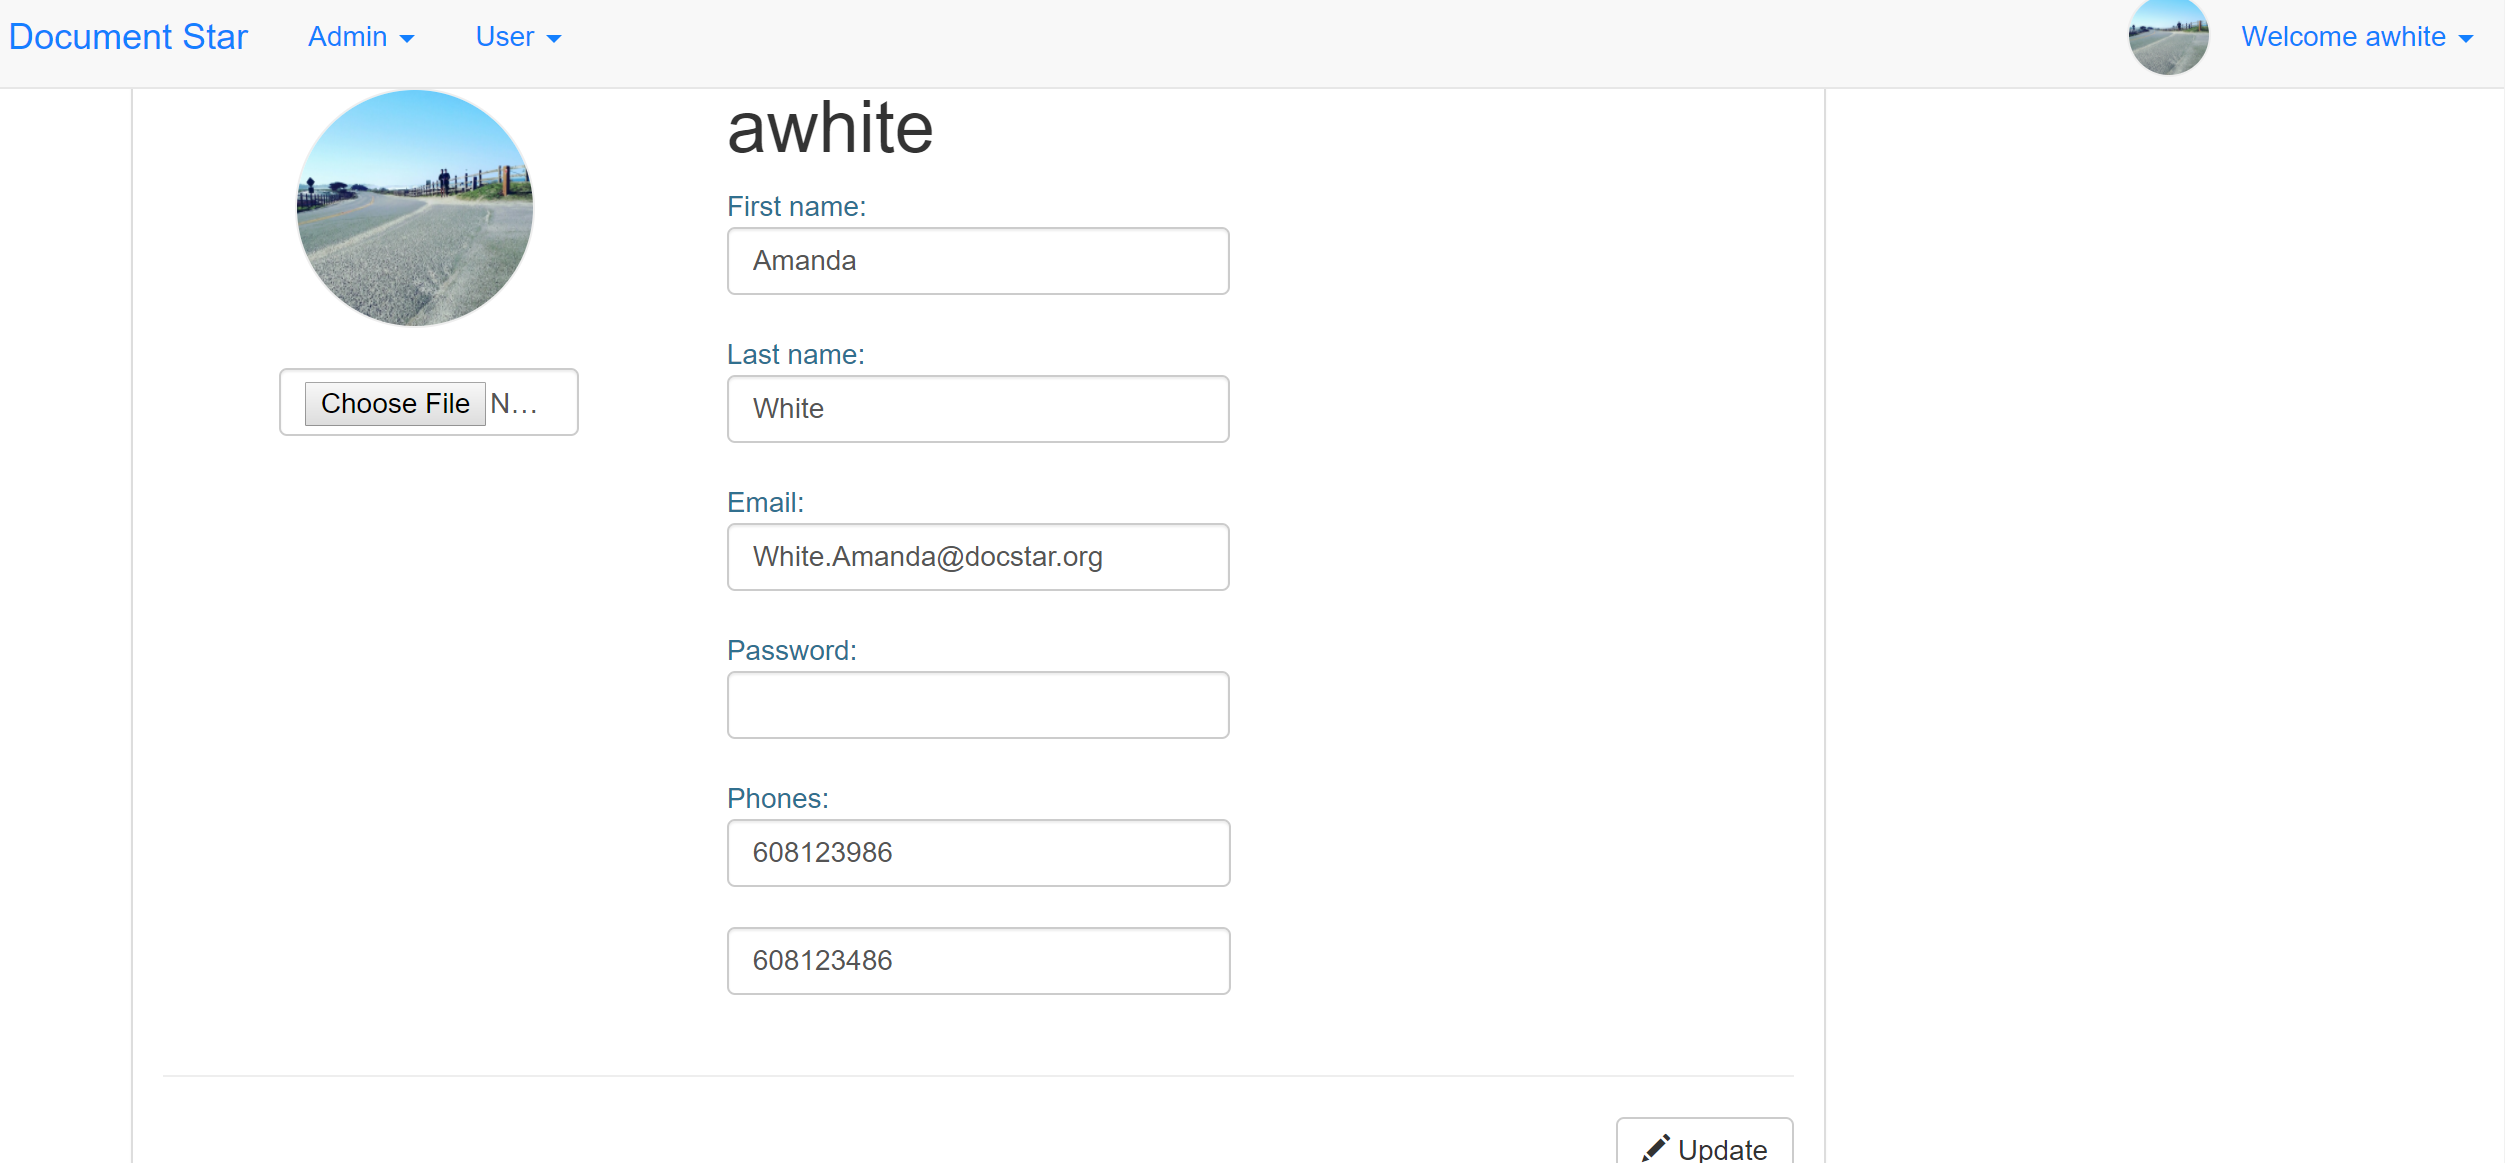 Document Star Admin User Welcome awhite
awhite
First name:
Amanda
Last name:
White
Choose File N...
Email:
White.Amanda@docstar.org
Password:
Phones:
608123986
608123486
Update